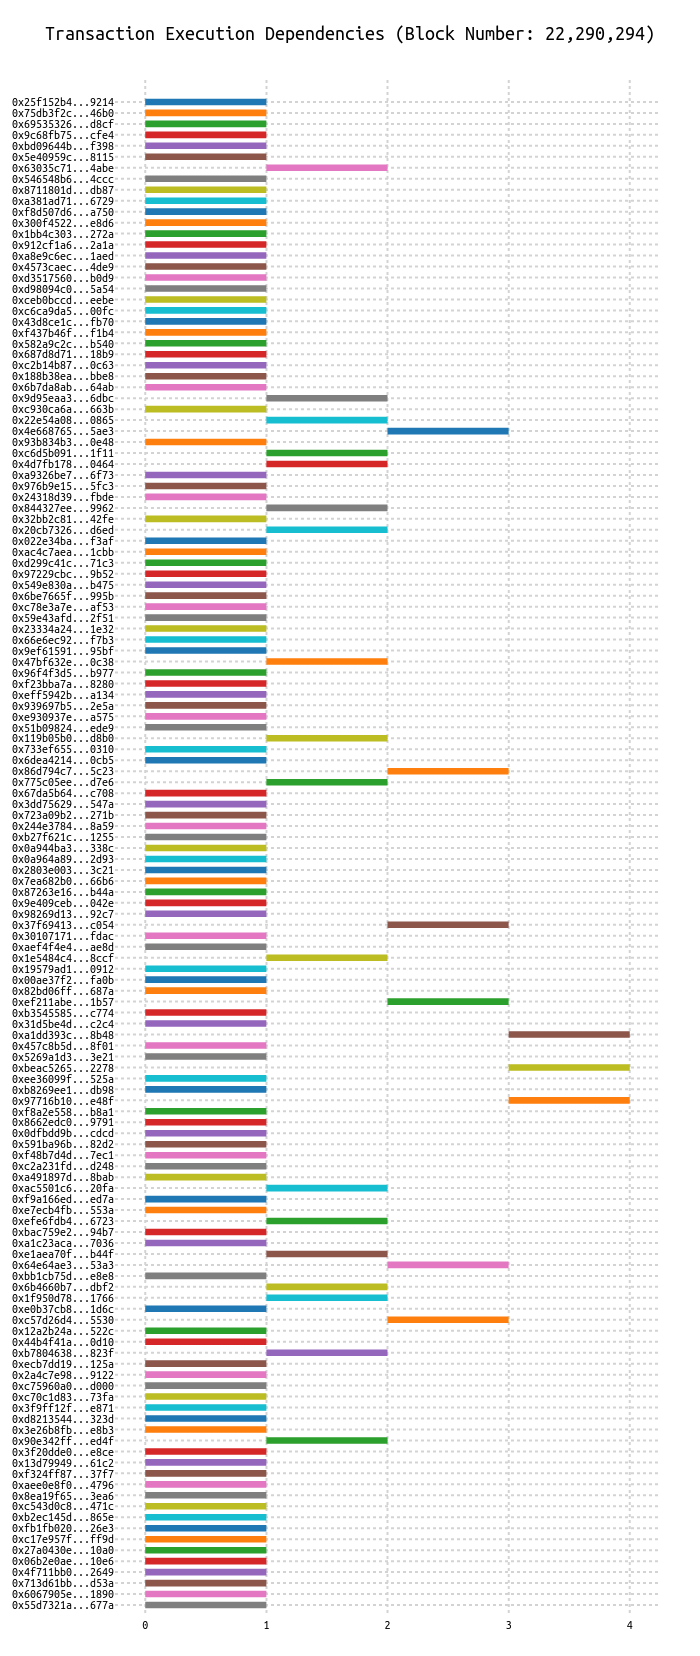 Transaction Execution Dependencies (Block Number: 22,290,294)
0x25f152b4...9214
0x75db3f2c...46b0
0x69535326...d8cf
0x9c68fb75...cfe4
0xbd09644b...f398
0x5e40959c...8115
0x63035c71...4abe
0x546548b6...4ccc
0x8711801d...db87
0xa381ad71...6729
0xf8d507d6...a750
0x300f4522...e8d6
0x1bb4c303...272a
0x912cf1a6...2a1a
0xa8e9c6ec...1aed
0x4573caec...4de9
0xd3517560...b0d9
0xd98094c0...5a54
0xceb0bccd...eebe
0xc6ca9da5...00fc
0x43d8ce1c...fb70
0xf437b46f...f1b4
0x582a9c2c...b540
0x687d8d71...18b9
0xc2b14b87...0c63
0x188b38ea...bbe8
0x6b7da8ab...64ab
0x9d95eaa3...6dbc
0xc930ca6a...663b
0x22e54a08...0865
0x4e668765...5ae3
0x93b834b3...0e48
0xc6d5b091...1f11
0x4d7fb178...0464
0xa9326be7...6f73
0x976b9e15...5fc3
0x24318d39...fbde
0x844327ee...9962
0x32bb2c81...42fe
0x20cb7326...d6ed
0x022e34ba...f3af
0xac4c7aea...1cbb
0xd299c41c...71c3
0x97229cbc...9b52
0x549e830a...b475
0x6be7665f...995b
0xc78e3a7e...af53
0x59e43afd...2f51
0x23334a24...1e32
0x66e6ec92...f7b3
0x9ef61591...95bf
0x47bf632e...0c38
0x96f4f3d5...b977
0xf23bba7a...8280
0xeff5942b...a134
0x939697b5...2e5a
0xe930937e...a575
0x51b09824...ede9
0x119b05b0...d8b0
0x733ef655...0310
0x6dea4214...0cb5
0x86d794c7...5c23
0x775c05ee...d7e6
0x67da5b64...c708
0x3dd75629...547a
0x723a09b2...271b
0x244e3784...8a59
0xb27f621c...1255
0x0a944ba3...338c
0x0a964a89...2d93
0x2803e003...3c21
0x7ea682b0...66b6
0x87263e16...b44a
0x9e409ceb...042e
0x98269d13...92c7
0x37f69413...c054
0x30107171...fdac
0xaef4f4e4...ae8d
0x1e5484c4...8ccf
0x19579ad1...0912
0x00ae37f2...fa0b
0x82bd06ff...687a
0xef211abe...1b57
0xb3545585...c774
0x31d5be4d...c2c4
0xa1dd393c...8b48
0x457c8b5d...8f01
0x5269a1d3...3e21
0xbeac5265...2278
0xee36099f...525a
0xb8269ee1...db98
0x97716b10...e48f
0xf8a2e558...b8a1
0x8662edc0...9791
0x0dfbdd9b...cdcd
0x591ba96b...82d2
0xf48b7d4d...7ec1
0xc2a231fd...d248
0xa491897d...8bab
0xac5501c6...20fa
0xf9a166ed...ed7a
0xe7ecb4fb...553a
0xefe6fdb4...6723
0xbac759e2...94b7
0xa1c23aca...7036
0xe1aea70f...b44f
0x64e64ae3...53a3
0xbb1cb75d...e8e8
0x6b4660b7...dbf2
0x1f950d78...1766
0xe0b37cb8...1d6c
0xc57d26d4...5530
0x12a2b24a...522c
0x44b4f41a...0d10
0xb7804638...823f
0xecb7dd19...125a
0x2a4c7e98...9122
0xc75960a0...d000
0xc70c1d83...73fa
0x3f9ff12f...e871
0xd8213544...323d
0x3e26b8fb...e8b3
0x90e342ff...ed4f
0x3f20dde0...e8ce
0x13d79949...61c2
0xf324ff87...37f7
0xaee0e8f0...4796
0x8ea19f65...3ea6
0xc543d0c8...471c
0xb2ec145d...865e
0xfb1fb020...26e3
0xc17e957f...ff9d
0x27a0430e...10a0
0x06b2e0ae...10e6
0x4f711bb0...2649
0x713d61bb...d53a
0x6067905e...1890
0x55d7321a...677a
0 1 2 3 4